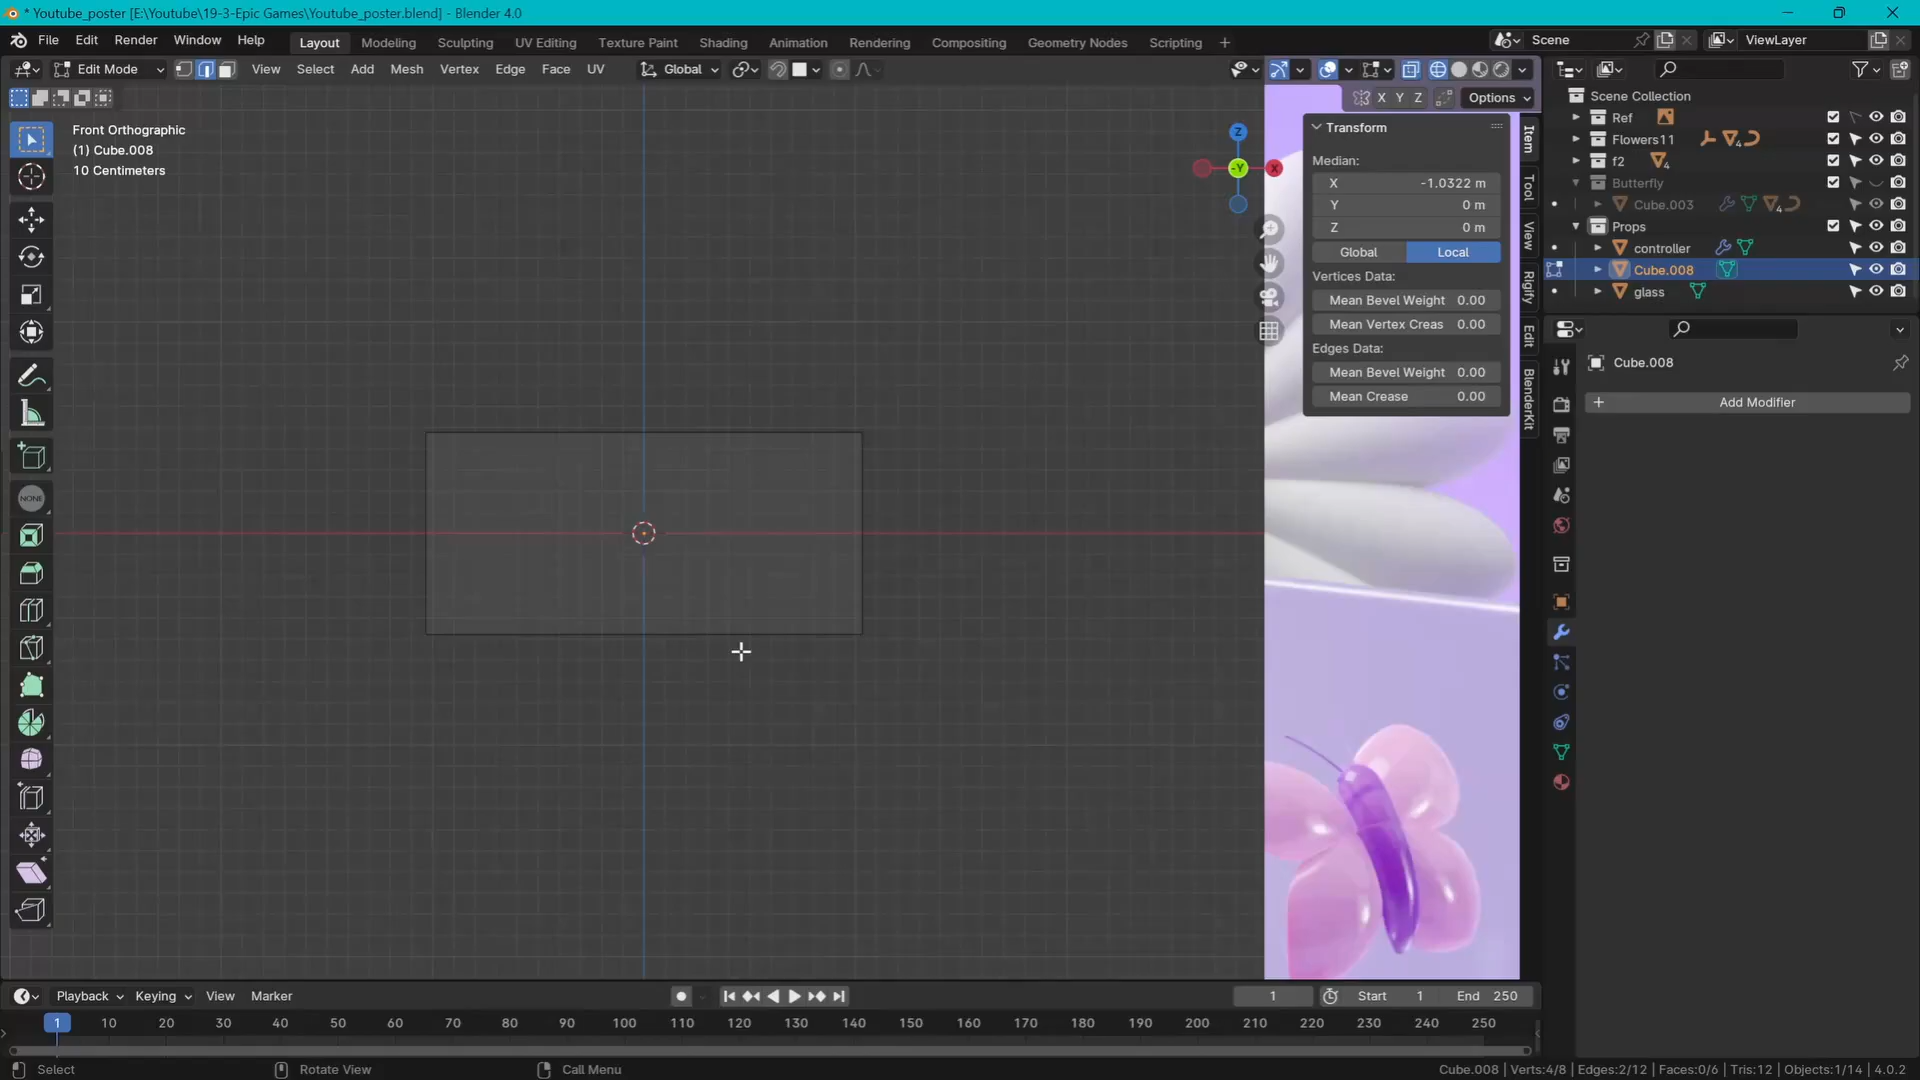 * Youtube_poster [E:\Youtube\19-3-Epic Games\Youtube_poster.blend] - Blender 4.0
File Edit Render Window Help
Layout Modeling Sculpting UV Editing Texture Paint Shading Animation Rendering Compositing Geometry Nodes Scripting +
Scene
ViewLayer
Edit Mode View Select Add Mesh Vertex Edge Face UV Global
X Y Z Options
Front Orthographic
(1) Cube.008
10 Centimeters
NONE
Z
-Y
X
Transform
Median:
X -1.0322 m
Y 0 m
Z 0 m
Global Local
Vertices Data:
Mean Bevel Weight 0.00
Mean Vertex Creas 0.00
Edges Data:
Mean Bevel Weight 0.00
Mean Crease 0.00
Item
Tool
View
Rigify
Edit
BlenderKit
Scene Collection
Ref
Flowers11 4
f2 4
Butterfly
Cube.003 4
Props
controller
Cube.008
glass
Cube.008
+ Add Modifier
Playback Keying View Marker
1 Start 1 End 250
1 10 20 30 40 50 60 70 80 90 100 110 120 130 140 150 160 170 180 190 200 210 220 230 240 250
Select Rotate View Call Menu
Cube.008 | Verts:4/8 | Edges:2/12 | Faces:0/6 | Tris:12 | Objects:1/14 | 4.0.2